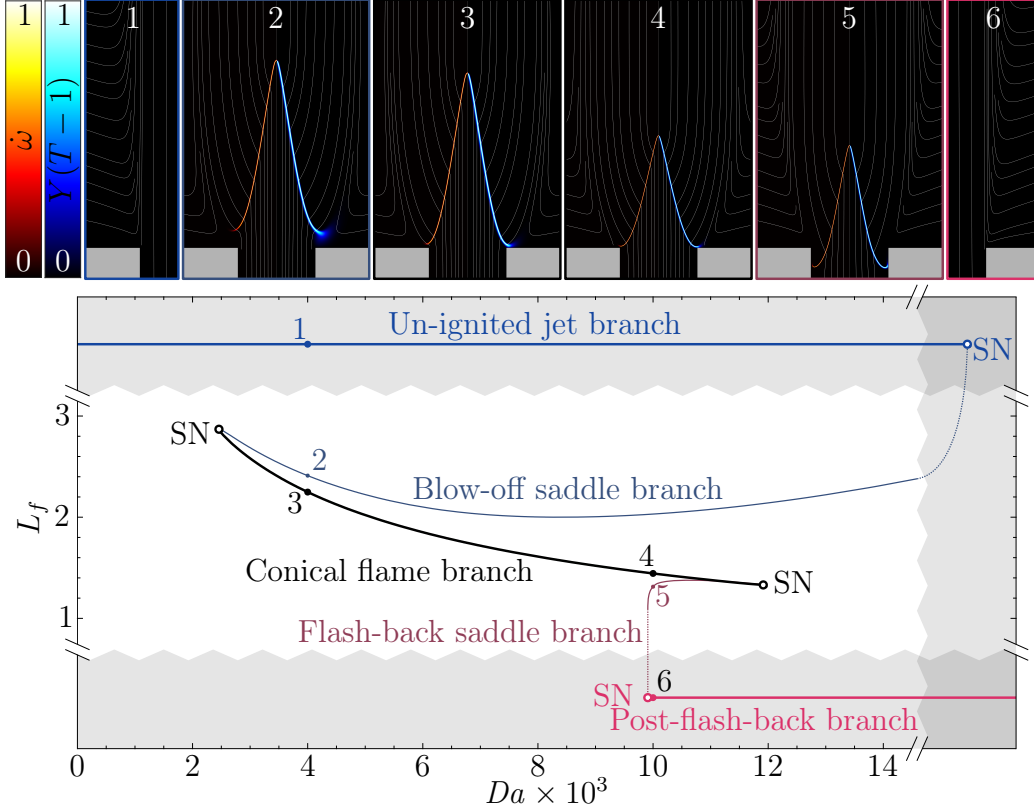 1 1 1 2 3 4 5 6
ω̇ Y(T − 1)
0 0
1 Un-ignited jet branch SN
3
SN
2
3 Blow-off saddle branch
L_f
2
Conical flame branch 4 SN
5
1
Flash-back saddle branch
6
SN
Post-flash-back branch
0 2 4 6 8 10 12 14
Da × 10³